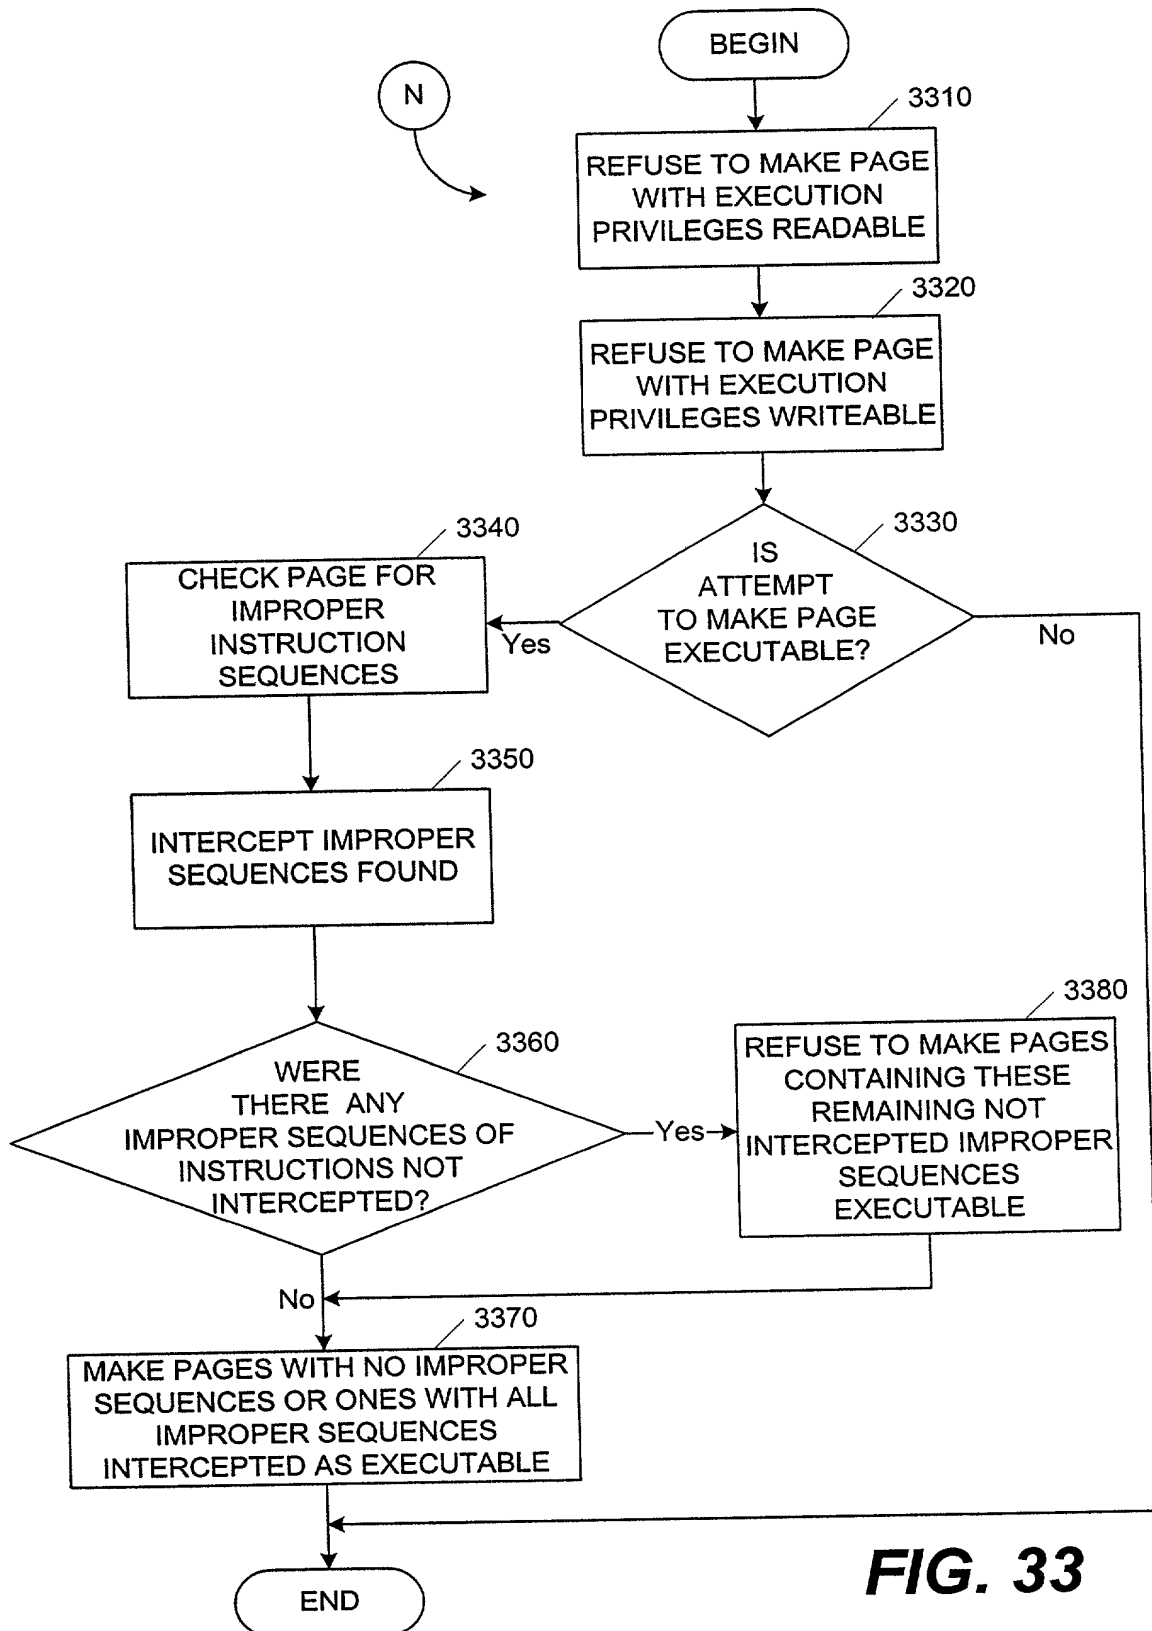 BEGIN
N
3310
REFUSE TO MAKE PAGE
WITH EXECUTION
PRIVILEGES READABLE
3320
REFUSE TO MAKE PAGE
WITH EXECUTION
PRIVILEGES WRITEABLE
3330
IS
ATTEMPT
TO MAKE PAGE
EXECUTABLE?
Yes
No
3340
CHECK PAGE FOR
IMPROPER
INSTRUCTION
SEQUENCES
3350
INTERCEPT IMPROPER
SEQUENCES FOUND
3360
WERE
THERE ANY
IMPROPER SEQUENCES OF
INSTRUCTIONS NOT
INTERCEPTED?
Yes
3380
REFUSE TO MAKE PAGES
CONTAINING THESE
REMAINING NOT
INTERCEPTED IMPROPER
SEQUENCES
EXECUTABLE
No
3370
MAKE PAGES WITH NO IMPROPER
SEQUENCES OR ONES WITH ALL
IMPROPER SEQUENCES
INTERCEPTED AS EXECUTABLE
END
FIG. 33